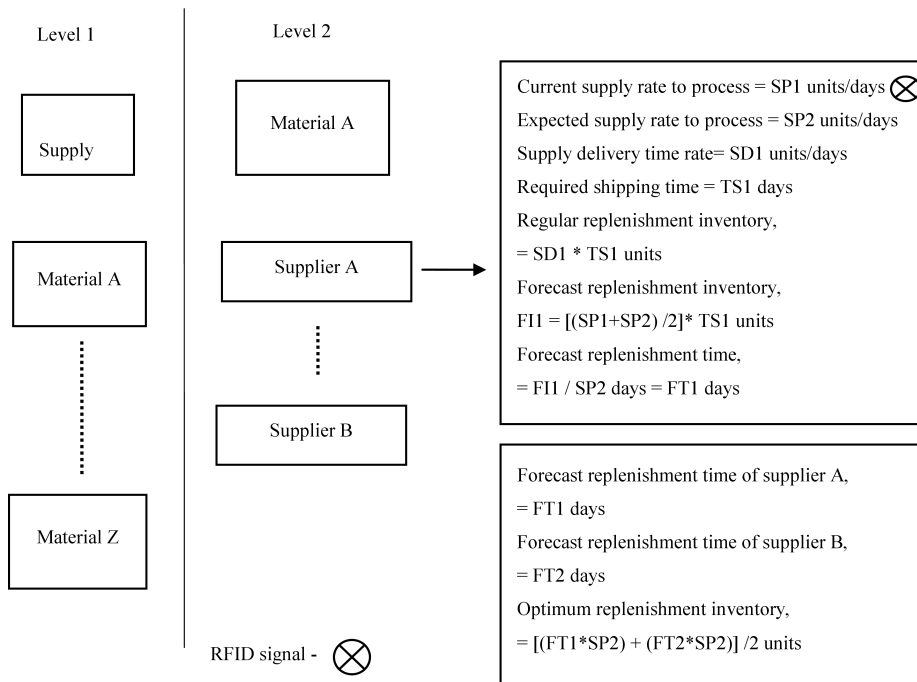 Level 1
Supply
Material A
Material Z
Level 2
Material A
Supplier A
Supplier B
RFID signal -
Current supply rate to process = SP1 units/days
Expected supply rate to process = SP2 units/days
Supply delivery time rate= SD1 units/days
Required shipping time = TS1 days
Regular replenishment inventory,
= SD1 * TS1 units
Forecast replenishment inventory,
FI1 = [(SP1+SP2) /2]* TS1 units
Forecast replenishment time,
= FI1 / SP2 days = FT1 days
Forecast replenishment time of supplier A,
= FT1 days
Forecast replenishment time of supplier B,
= FT2 days
Optimum replenishment inventory,
= [(FT1*SP2) + (FT2*SP2)] /2 units